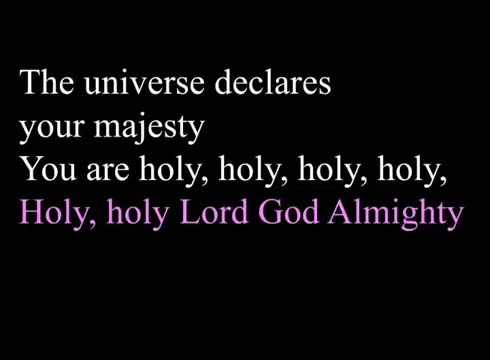 The universe declares
your majesty
You are holy, holy, holy, holy,
Holy, holy Lord God Almighty